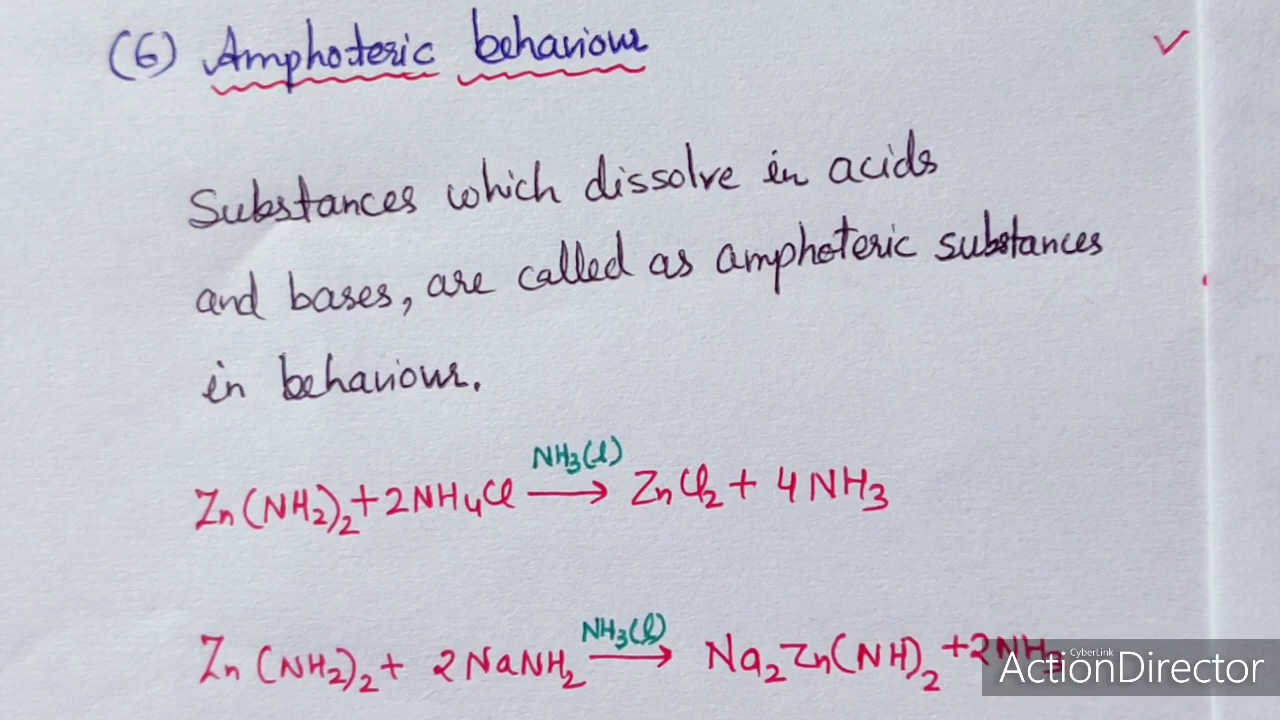 (6) Amphoteric behaviour ✓
Substances which dissolve in acids
and bases, are called as amphoteric substances
in behaviour.
NH₃(l)
Zn(NH₂)₂+2NH₄Cl ⟶ ZnCl₂+ 4NH₃
NH₃(l)
Zn(NH₂)₂+ 2NaNH₂ ⟶ Na₂Zn(NH)₂ +2NH₃
CyberLink
ActionDirector